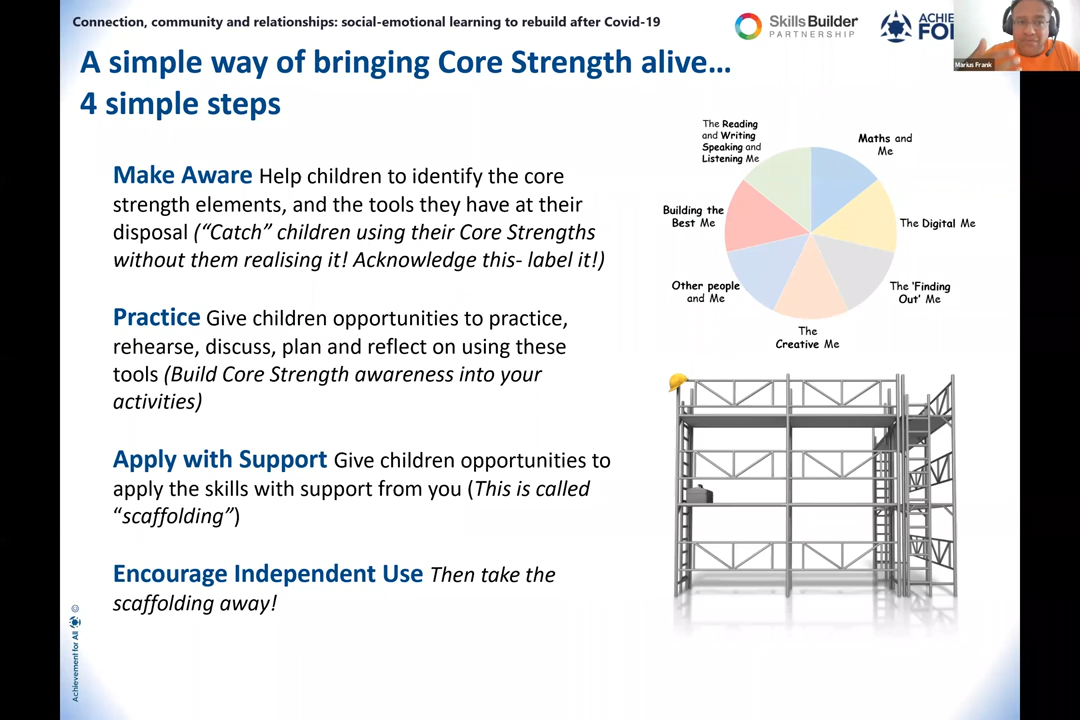 Connection, community and relationships: social-emotional learning to rebuild after Covid-19
SkillsBuilder
PARTNERSHIP
ACHIE
FO
Marius Frank
A simple way of bringing Core Strength alive…
4 simple steps
Make Aware Help children to identify the core
strength elements, and the tools they have at their
disposal (“Catch” children using their Core Strengths
without them realising it! Acknowledge this- label it!)
Practice Give children opportunities to practice,
rehearse, discuss, plan and reflect on using these
tools (Build Core Strength awareness into your
activities)
Apply with Support Give children opportunities to
apply the skills with support from you (This is called
“scaffolding”)
Encourage Independent Use Then take the
scaffolding away!
The Reading
and Writing
Speaking and
Listening Me
Maths and
Me
Building the
Best Me
The Digital Me
Other people
and Me
The ‘Finding
Out’ Me
The
Creative Me
Achievement for All ©